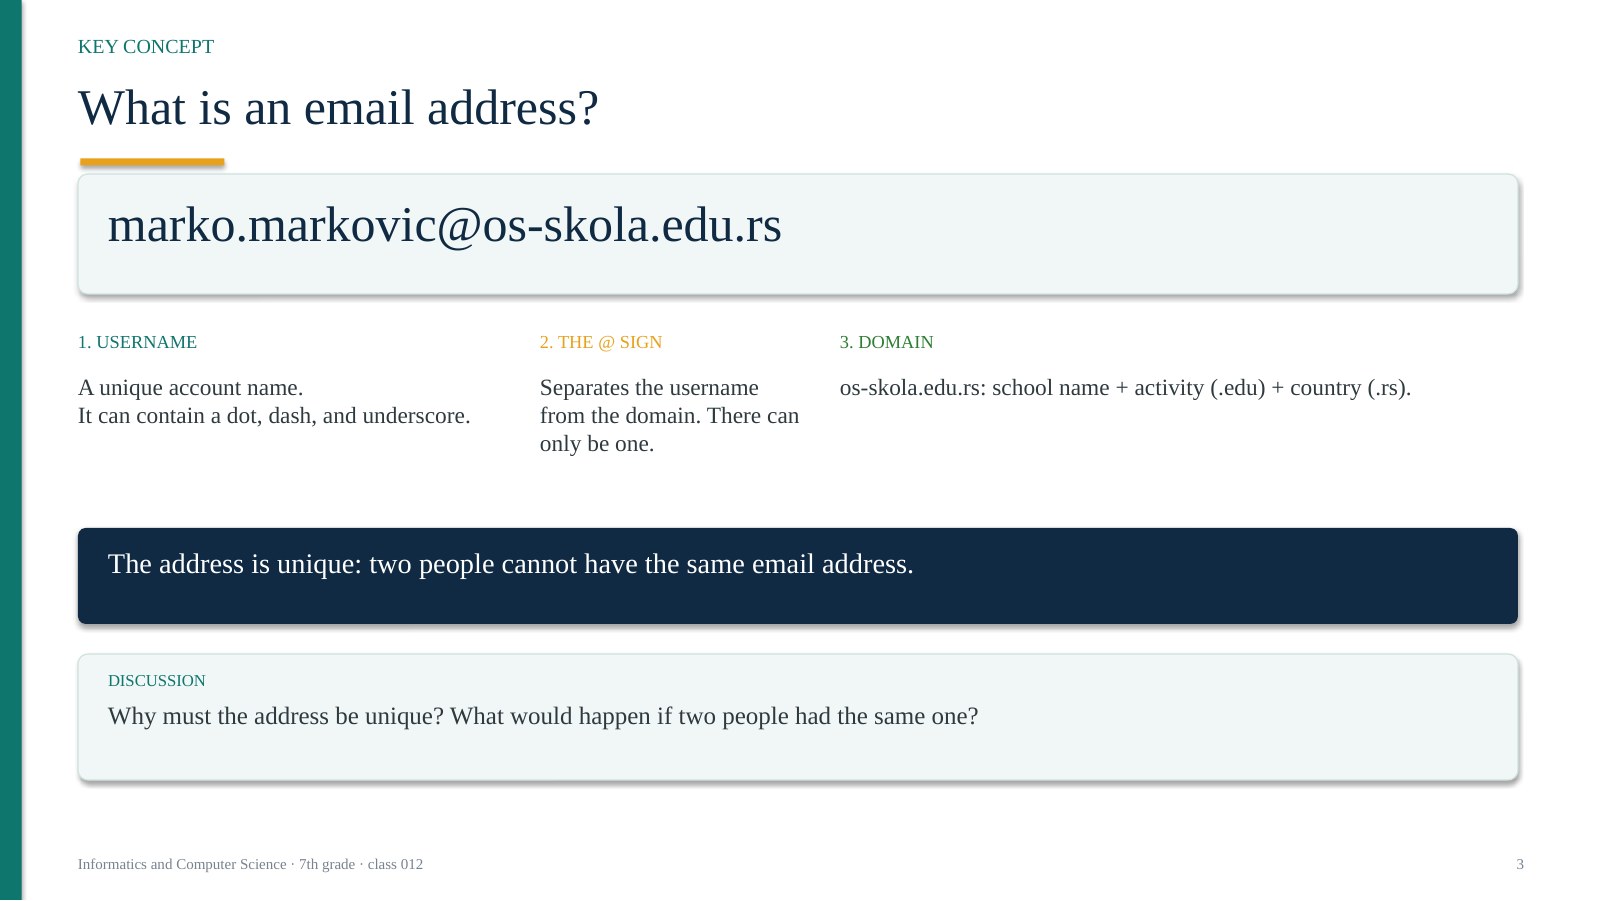 KEY CONCEPT
What is an email address?
marko.markovic@os-skola.edu.rs
1. USERNAME
A unique account name.
It can contain a dot, dash, and underscore.
2. THE @ SIGN
Separates the username
from the domain. There can
only be one.
3. DOMAIN
os-skola.edu.rs: school name + activity (.edu) + country (.rs).
The address is unique: two people cannot have the same email address.
DISCUSSION
Why must the address be unique? What would happen if two people had the same one?
Informatics and Computer Science · 7th grade · class 012
3